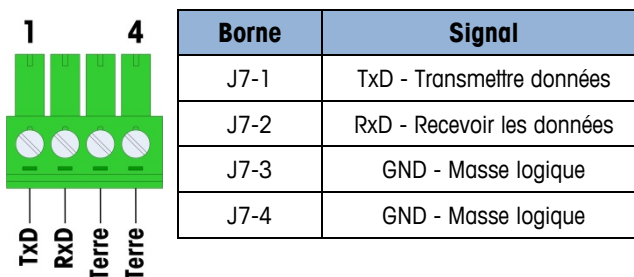 1 4
TxD
RxD
Terre
Terre
Borne Signal
J7-1 TxD - Transmettre données
J7-2 RxD - Recevoir les données
J7-3 GND - Masse logique
J7-4 GND - Masse logique